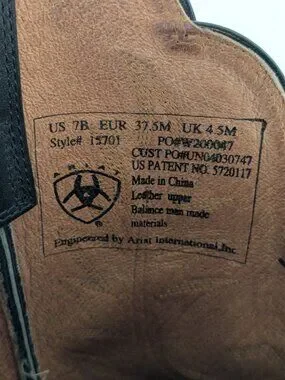 US 7B EUR 37.5M UK 4.5M
Style# 15701 PO#W200047
CUST PO#UN04030747
US PATENT NO. 5720117
ARIAT
Made in China
Leather upper
Balance man made
materials
Engineered by Ariat International, Inc